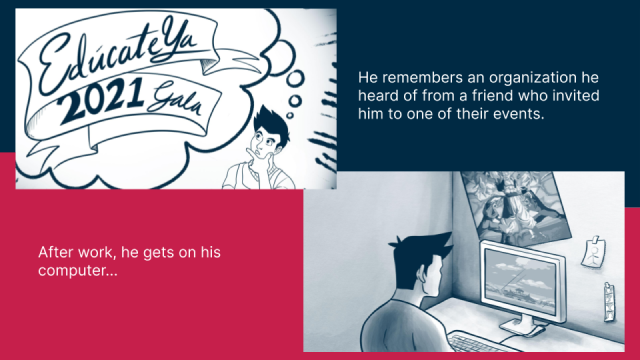 EdúcateYa
2021 Gala
He remembers an organization he
heard of from a friend who invited
him to one of their events.
After work, he gets on his
computer...